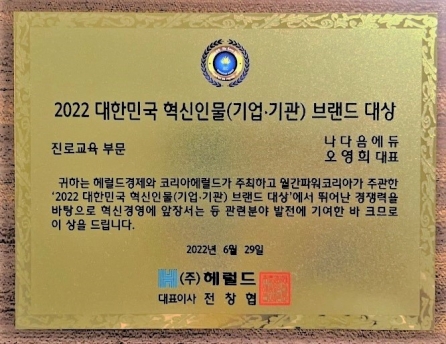 2022 대한민국 혁신인물(기업·기관) 브랜드 대상
진로교육 부문
나다음에듀
오영희 대표
귀하는 헤럴드경제와 코리아헤럴드가 주최하고 월간파워코리아가 주관한
‘2022 대한민국 혁신인물(기업·기관) 브랜드 대상’에서 뛰어난 경쟁력을
바탕으로 혁신경영에 앞장서는 등 관련분야 발전에 기여한 바 크므로
이 상을 드립니다.
2022년 6월 29일
(주)헤럴드
대표이사 전창협